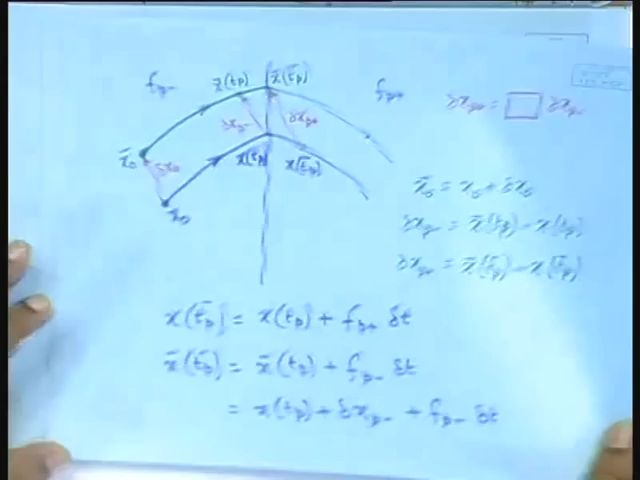 f_{p-} x̄(t_p) x̄(t̄_p) f_{p+}
δx_{p+} = □ δx_{p-}
δx_{p-} δx_{p+}
x̄_0 δx_0 x(t_p) x(t̄_p)
x_0
x̄_0 = x_0 + δx_0
δx_{p-} = x̄(t_p) - x(t_p)
δx_{p+} = x̄(t̄_p) - x(t̄_p)
x(t̄_p) = x(t_p) + f_{p+} δt
x̄(t̄_p) = x̄(t_p) + f_{p-} δt
= x(t_p) + δx_{p-} + f_{p-} δt